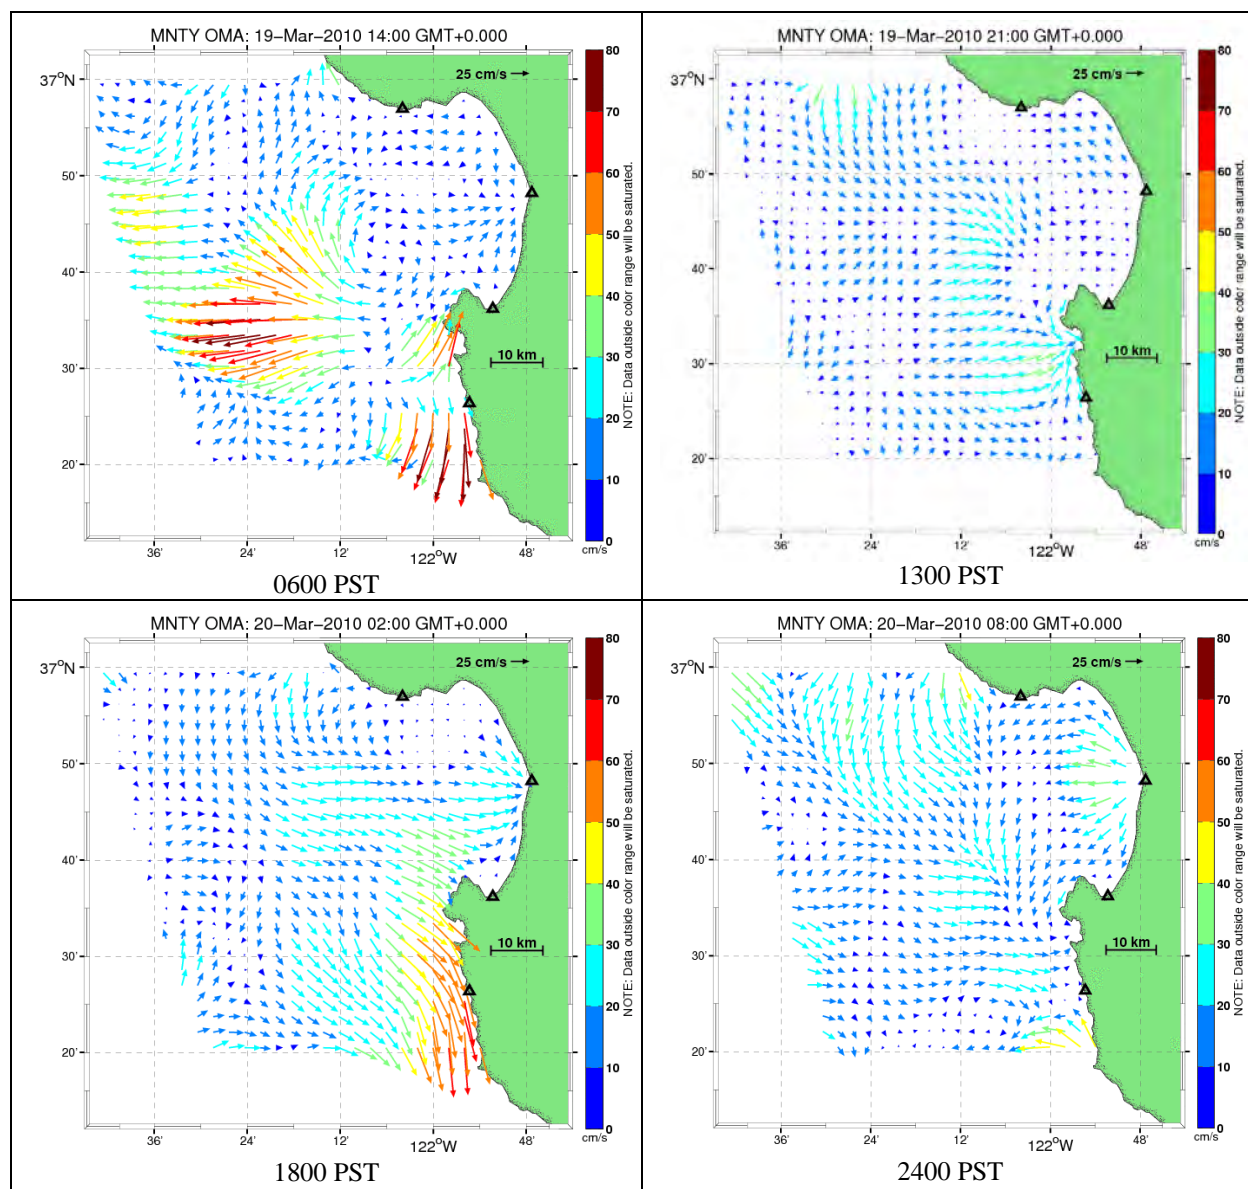 MNTY OMA: 19-Mar-2010 14:00 GMT+0.000
37°N
50'
40'
30'
20'
36'
24'
12'
122°W
48'
25 cm/s
10 km
80
70
60
50
40
30
20
10
0
cm/s
NOTE: Data outside color range will be saturated.
0600 PST
MNTY OMA: 19-Mar-2010 21:00 GMT+0.000
37°N
50'
40'
30'
20'
36'
24'
12'
122°W
48'
25 cm/s
10 km
80
70
60
50
40
30
20
10
0
cm/s
NOTE: Data outside color range will be saturated.
1300 PST
MNTY OMA: 20-Mar-2010 02:00 GMT+0.000
37°N
50'
40'
30'
20'
36'
24'
12'
122°W
48'
25 cm/s
10 km
80
70
60
50
40
30
20
10
0
cm/s
NOTE: Data outside color range will be saturated.
1800 PST
MNTY OMA: 20-Mar-2010 08:00 GMT+0.000
37°N
50'
40'
30'
20'
36'
24'
12'
122°W
48'
25 cm/s
10 km
80
70
60
50
40
30
20
10
0
cm/s
NOTE: Data outside color range will be saturated.
2400 PST